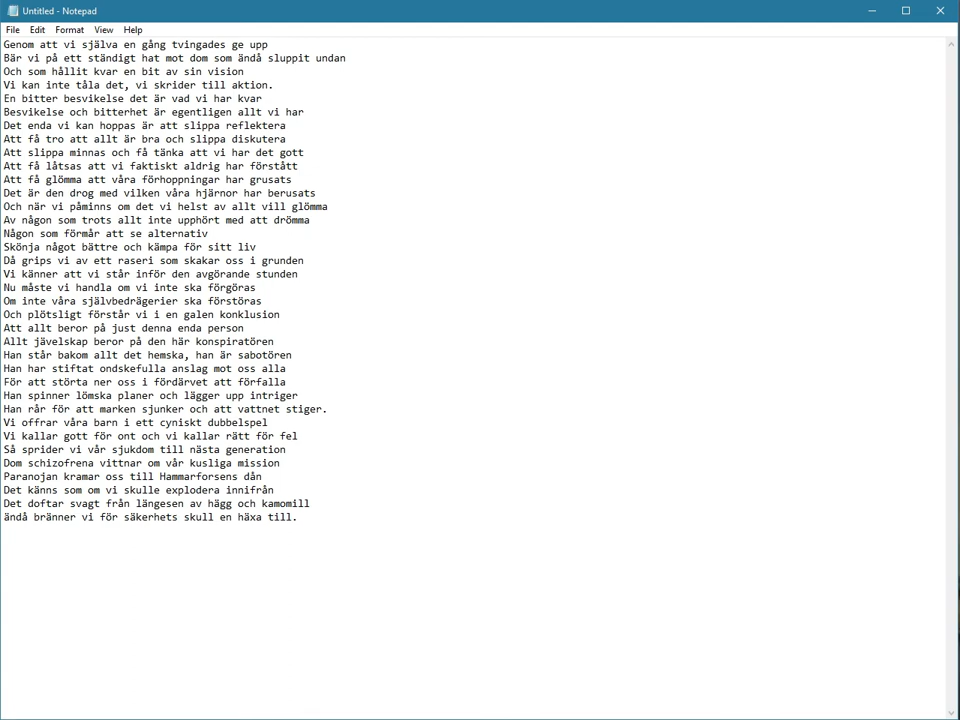 Untitled - Notepad
File Edit Format View Help
Genom att vi själva en gång tvingades ge upp
Bär vi på ett ständigt hat mot dom som ändå sluppit undan
Och som hållit kvar en bit av sin vision
Vi kan inte tåla det, vi skrider till aktion.
En bitter besvikelse det är vad vi har kvar
Besvikelse och bitterhet är egentligen allt vi har
Det enda vi kan hoppas är att slippa reflektera
Att få tro att allt är bra och slippa diskutera
Att slippa minnas och få tänka att vi har det gott
Att få låtsas att vi faktiskt aldrig har förstått
Att få glömma att våra förhoppningar har grusats
Det är den drog med vilken våra hjärnor har berusats
Och när vi påminns om det vi helst av allt vill glömma
Av någon som trots allt inte upphört med att drömma
Någon som förmår att se alternativ
Skönja något bättre och kämpa för sitt liv
Då grips vi av ett raseri som skakar oss i grunden
Vi känner att vi står inför den avgörande stunden
Nu måste vi handla om vi inte ska förgöras
Om inte våra självbedrägerier ska förstöras
Och plötsligt förstår vi i en galen konklusion
Att allt beror på just denna enda person
Allt jävelskap beror på den här konspiratören
Han står bakom allt det hemska, han är sabotören
Han har stiftat ondskefulla anslag mot oss alla
För att störta ner oss i fördärvet att förfalla
Han spinner lömska planer och lägger upp intriger
Han rår för att marken sjunker och att vattnet stiger.
Vi offrar våra barn i ett cyniskt dubbelspel
Vi kallar gott för ont och vi kallar rätt för fel
Så sprider vi vår sjukdom till nästa generation
Dom schizofrena vittnar om vår kusliga mission
Paranojan kramar oss till Hammarforsens dån
Det känns som om vi skulle explodera innifrån
Det doftar svagt från längesen av hägg och kamomill
ändå bränner vi för säkerhets skull en häxa till.